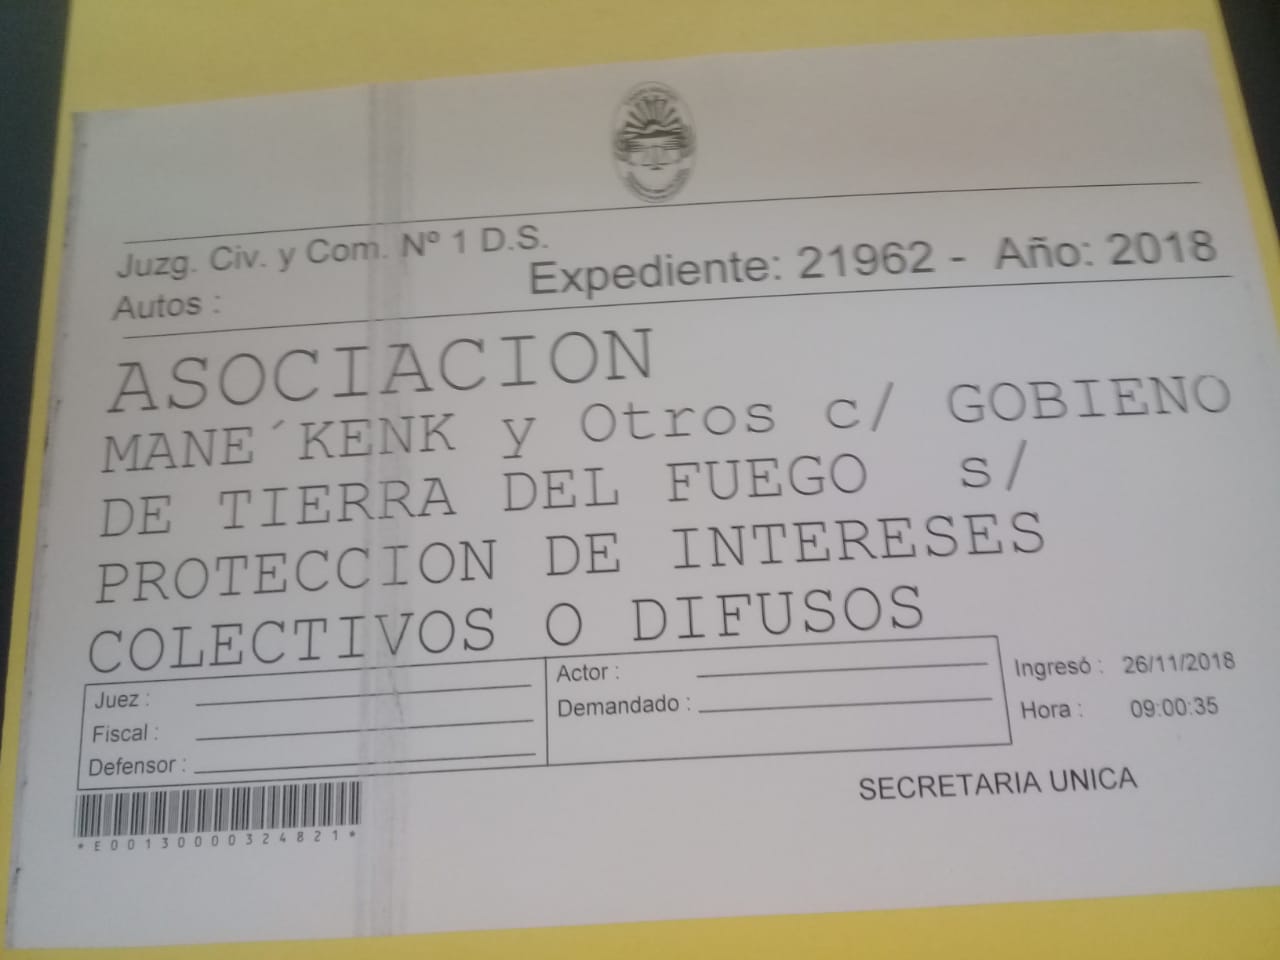 Juzg. Civ. y Com. Nº 1 D.S.
Expediente: 21962 - Año: 2018
Autos :
ASOCIACION
MANE´KENK y Otros c/ GOBIENO
DE TIERRA DEL FUEGO s/
PROTECCION DE INTERESES
COLECTIVOS O DIFUSOS
Juez :
Fiscal :
Defensor :
Actor :
Demandado :
Ingresó : 26/11/2018
Hora : 09:00:35
SECRETARIA UNICA
*E00130000324821*